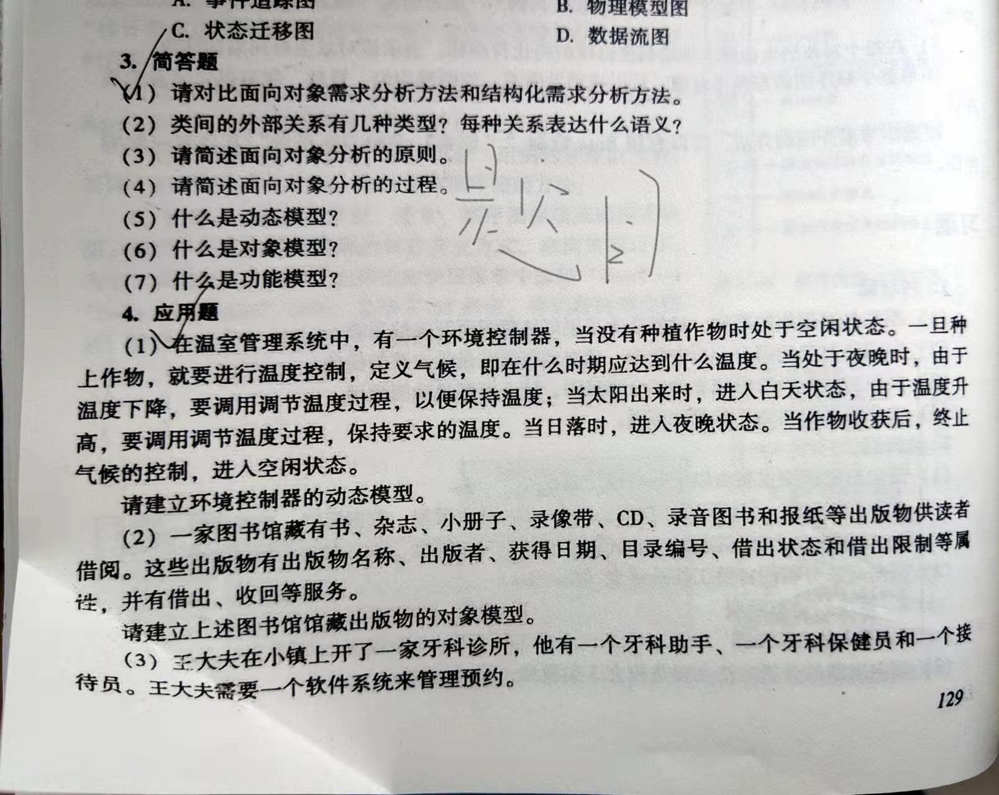 A. 事件追踪图 B. 物理模型图
C. 状态迁移图 D. 数据流图
3. 简答题
(1) 请对比面向对象需求分析方法和结构化需求分析方法。
(2) 类间的外部关系有几种类型？每种关系表达什么语义？
(3) 请简述面向对象分析的原则。
(4) 请简述面向对象分析的过程。
题目
(5) 什么是动态模型？
(6) 什么是对象模型？
(7) 什么是功能模型？
4. 应用题
(1) 在温室管理系统中，有一个环境控制器，当没有种植作物时处于空闲状态。一旦种
上作物，就要进行温度控制，定义气候，即在什么时期应达到什么温度。当处于夜晚时，由于
温度下降，要调用调节温度过程，以便保持温度；当太阳出来时，进入白天状态，由于温度升
高，要调用调节温度过程，保持要求的温度。当日落时，进入夜晚状态。当作物收获后，终止
气候的控制，进入空闲状态。
请建立环境控制器的动态模型。
(2) 一家图书馆藏有书、杂志、小册子、录像带、CD、录音图书和报纸等出版物供读者
借阅。这些出版物有出版物名称、出版者、获得日期、目录编号、借出状态和借出限制等属
性，并有借出、收回等服务。
请建立上述图书馆馆藏出版物的对象模型。
(3) 王大夫在小镇上开了一家牙科诊所，他有一个牙科助手、一个牙科保健员和一个接
待员。王大夫需要一个软件系统来管理预约。
129